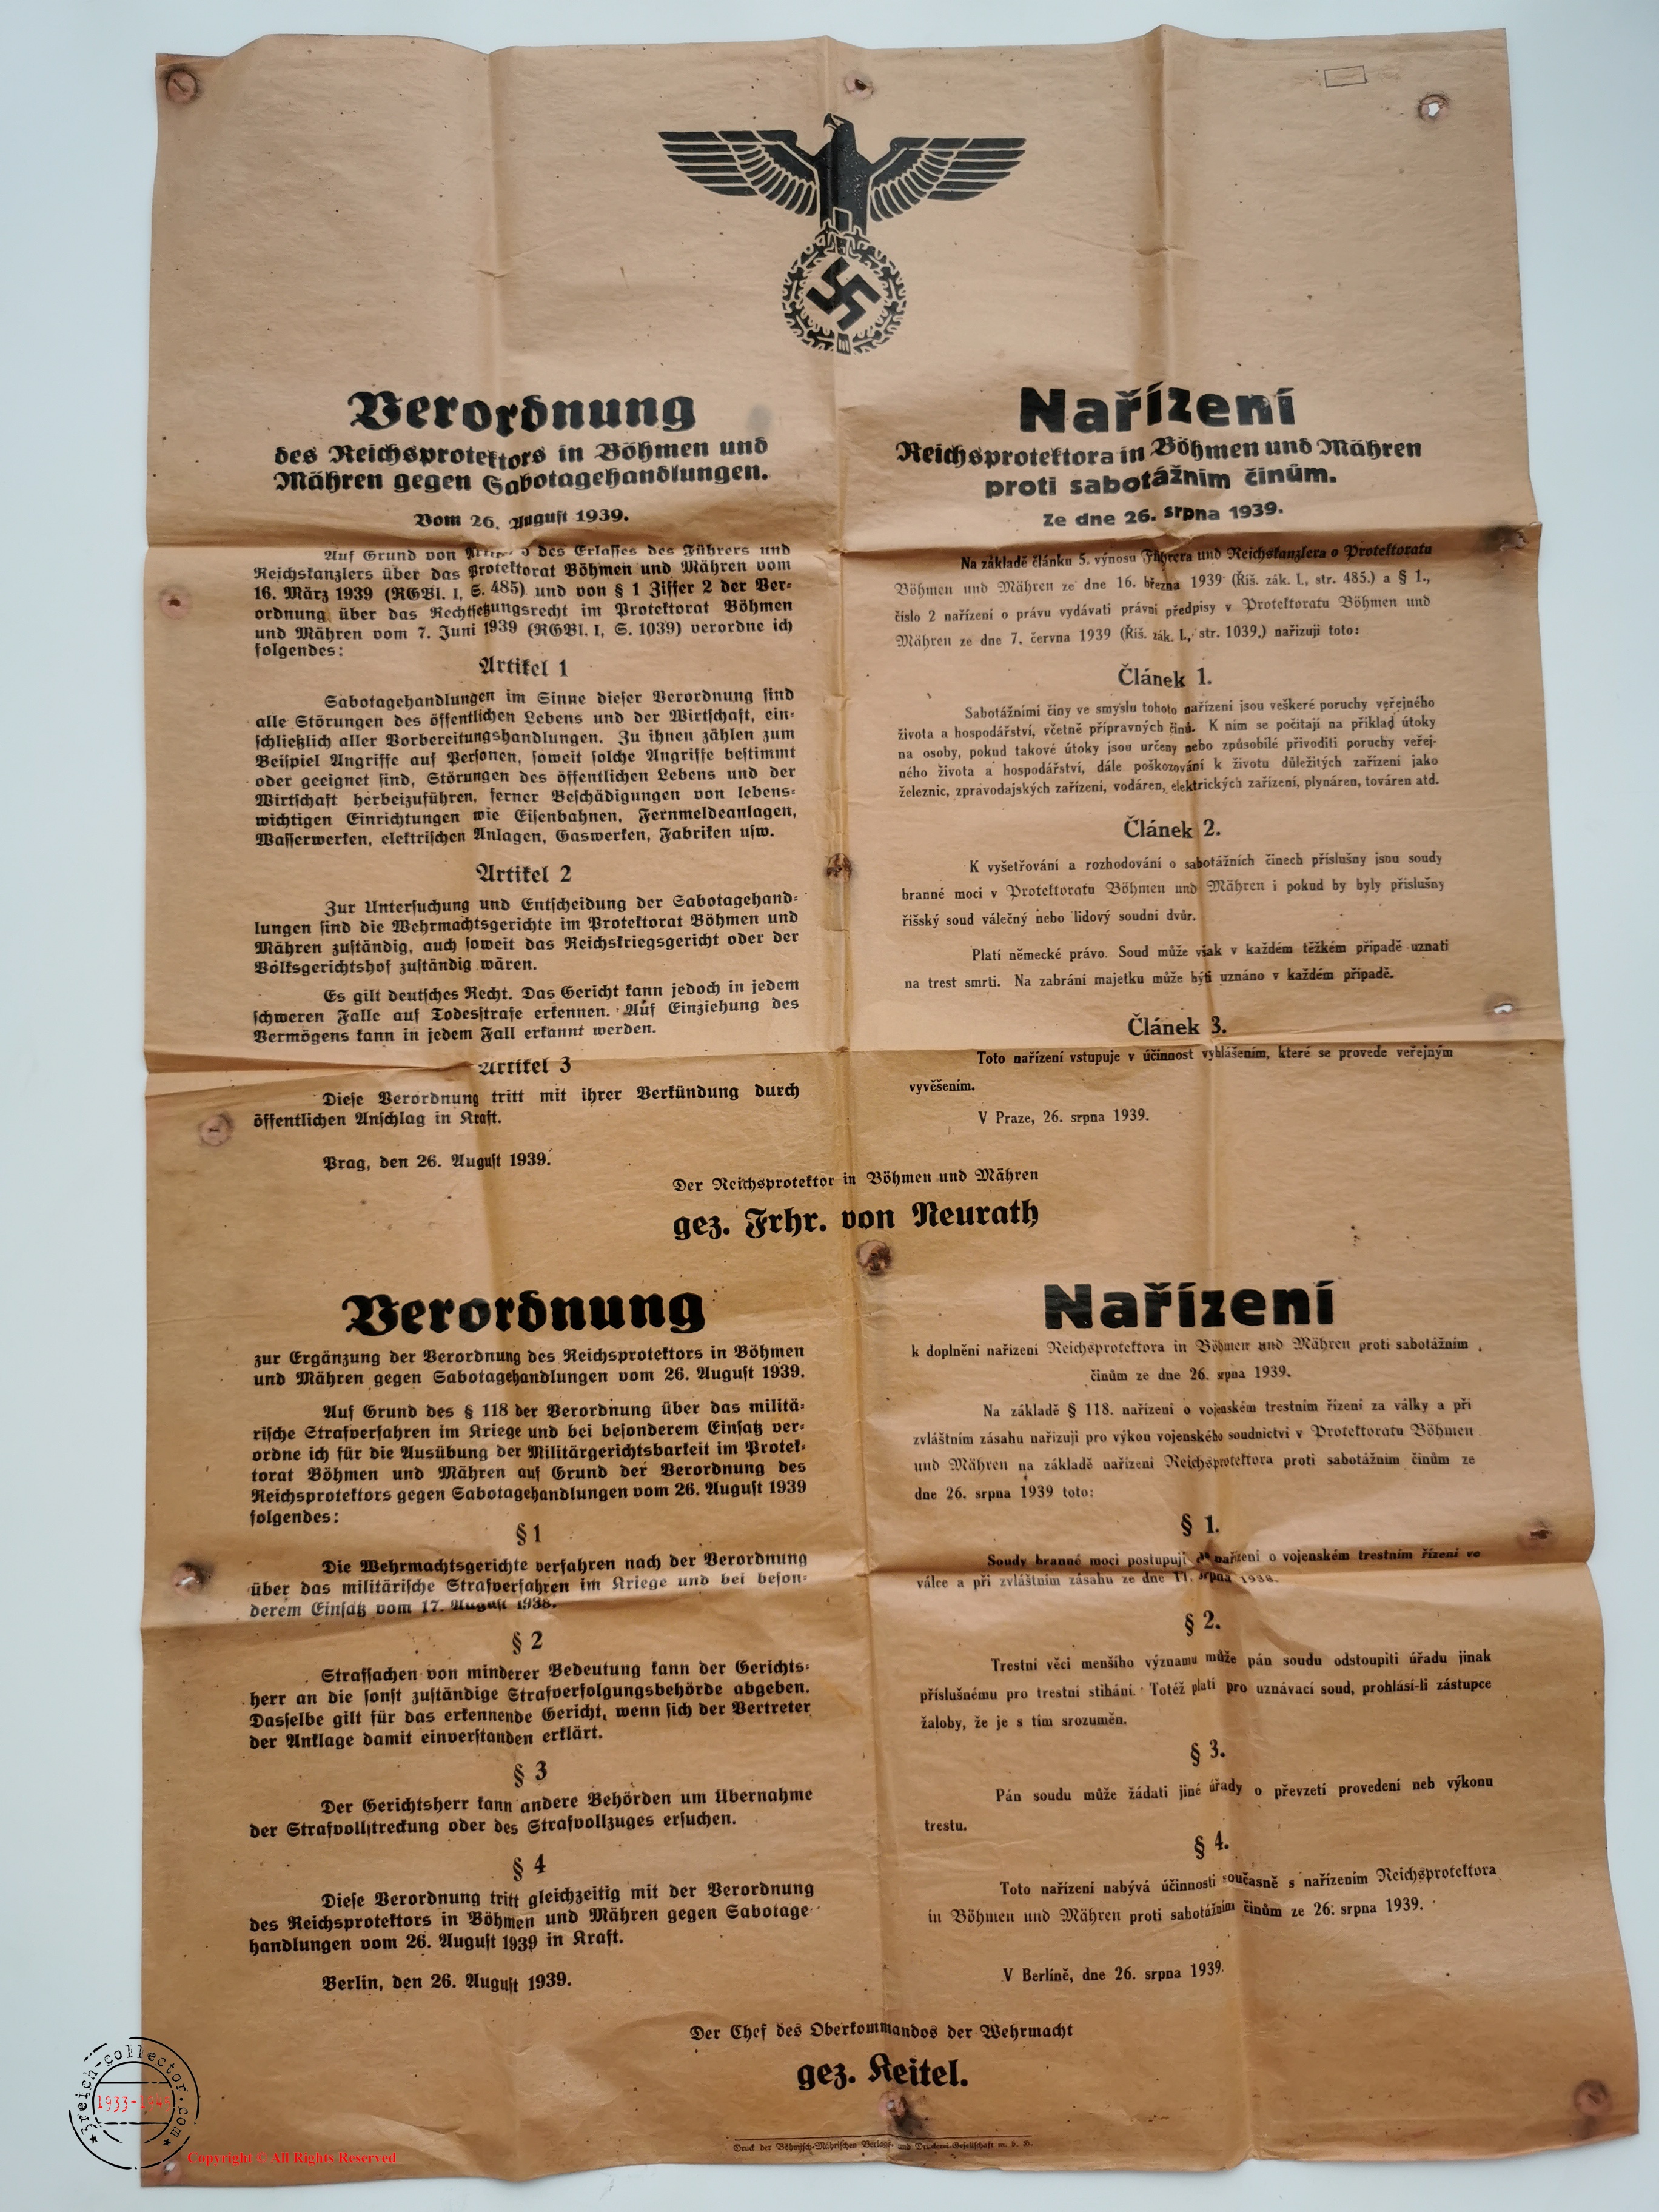 Verordnung
des Reichsprotektors in Böhmen und
Mähren gegen Sabotagehandlungen.
Vom 26. August 1939.
Auf Grund von des Erlasses des Führers und
Reichskanzlers über das Protektorat Böhmen und Mähren vom
16. März 1939 (RGBl. I, S. 485) und von § 1 Ziffer 2 der Ver-
ordnung über das Rechtsetzungsrecht im Protektorat Böhmen
und Mähren vom 7. Juni 1939 (RGBl. I, S. 1039) verordne ich
folgendes:
Artikel 1
Sabotagehandlungen im Sinne dieser Verordnung sind
alle Störungen des öffentlichen Lebens und der Wirtschaft, ein-
schließlich aller Vorbereitungshandlungen. Zu ihnen zählen zum
Beispiel Angriffe auf Personen, soweit solche Angriffe bestimmt
oder geeignet sind, Störungen des öffentlichen Lebens und der
Wirtschaft herbeizuführen, ferner Beschädigungen von lebens-
wichtigen Einrichtungen wie Eisenbahnen, Fernmeldeanlagen,
Wasserwerken, elektrischen Anlagen, Gaswerken, Fabriken usw.
Artikel 2
Zur Untersuchung und Entscheidung der Sabotagehand-
lungen sind die Wehrmachtsgerichte im Protektorat Böhmen und
Mähren zuständig, auch soweit das Reichskriegsgericht oder der
Volksgerichtshof zuständig wären.
Es gilt deutsches Recht. Das Gericht kann jedoch in jedem
schweren Falle auf Todesstrafe erkennen. Auf Einziehung des
Vermögens kann in jedem Fall erkannt werden.
Artikel 3
Diese Verordnung tritt mit ihrer Verkündung durch
öffentlichen Anschlag in Kraft.
Prag, den 26. August 1939.
Nařízení
Reichsprotektora in Böhmen und Mähren
proti sabotážním činům.
Ze dne 26. srpna 1939.
Na základě článku 5. výnosu Führera und Reichskanzlera o Protektoratu
Böhmen und Mähren ze dne 16. března 1939 (Říš. zák. I., str. 485.) a § 1.,
číslo 2 nařízení o právu vydávati právní předpisy v Protektoratu Böhmen und
Mähren ze dne 7. června 1939 (Říš. zák. I., str. 1039.) nařizuji toto:
Článek 1.
Sabotážními činy ve smyslu tohoto nařízení jsou veškeré poruchy veřejného
života a hospodářství, včetně přípravných činů. K nim se počítají na příklad útoky
na osoby, pokud takové útoky jsou určeny nebo způsobilé přivoditi poruchy veřej-
ného života a hospodářství, dále poškozování k životu důležitých zařízení jako
železnic, zpravodajských zařízení, vodáren, elektrických zařízení, plynáren, továren atd.
Článek 2.
K vyšetřování a rozhodování o sabotážních činech příslušny jsou soudy
branné moci v Protektoratu Böhmen und Mähren i pokud by byly příslušny
říšský soud válečný nebo lidový soudní dvůr.
Platí německé právo. Soud může však v každém těžkém případě uznati
na trest smrti. Na zabrání majetku může býti uznáno v každém případě.
Článek 3.
Toto nařízení vstupuje v účinnost vyhlášením, které se provede veřejným
vyvěšením.
V Praze, 26. srpna 1939.
Der Reichsprotektor in Böhmen und Mähren
gez. Frhr. von Neurath
Verordnung
zur Ergänzung der Verordnung des Reichsprotektors in Böhmen
und Mähren gegen Sabotagehandlungen vom 26. August 1939.
Auf Grund des § 118 der Verordnung über das militä-
rische Strafverfahren im Kriege und bei besonderem Einsatz ver-
ordne ich für die Ausübung der Militärgerichtsbarkeit im Protek-
torat Böhmen und Mähren auf Grund der Verordnung des
Reichsprotektors gegen Sabotagehandlungen vom 26. August 1939
folgendes:
§ 1
Die Wehrmachtsgerichte verfahren nach der Verordnung
über das militärische Strafverfahren im Kriege und bei beson-
derem Einsatz vom 17. August 1938.
§ 2
Strafsachen von minderer Bedeutung kann der Gerichts-
herr an die sonst zuständige Strafverfolgungsbehörde abgeben.
Dasselbe gilt für das erkennende Gericht, wenn sich der Vertreter
der Anklage damit einverstanden erklärt.
§ 3
Der Gerichtsherr kann andere Behörden um Übernahme
der Strafvollstreckung oder des Strafvollzuges ersuchen.
§ 4
Diese Verordnung tritt gleichzeitig mit der Verordnung
des Reichsprotektors in Böhmen und Mähren gegen Sabotage-
handlungen vom 26. August 1939 in Kraft.
Berlin, den 26. August 1939.
Nařízení
k doplnění nařízení Reichsprotektora in Böhmen und Mähren proti sabotážním
činům ze dne 26. srpna 1939.
Na základě § 118. nařízení o vojenském trestním řízení za války a při
zvláštním zásahu nařizuji pro výkon vojenského soudnictví v Protektoratu Böhmen
und Mähren na základě nařízení Reichsprotektora proti sabotážním činům ze
dne 26. srpna 1939 toto:
§ 1.
Soudy branné moci postupují nařízení o vojenském trestním řízení ve
válce a při zvláštním zásahu ze dne 17. srpna 1938.
§ 2.
Trestní věci menšího významu může pán soudu odstoupiti úřadu jinak
příslušnému pro trestní stíhání. Totéž platí pro uznávací soud, prohlásí-li zástupce
žaloby, že je s tím srozuměn.
§ 3.
Pán soudu může žádati jiné úřady o převzetí provedení neb výkonu
trestu.
§ 4.
Toto nařízení nabývá účinnosti současně s nařízením Reichsprotektora
in Böhmen und Mähren proti sabotážním činům ze 26. srpna 1939.
V Berlíně, dne 26. srpna 1939.
Der Chef des Oberkommandos der Wehrmacht
gez. Keitel.
Druck der Böhmisch-Mährischen Verlags- und Druckerei-Gesellschaft m. b. H.
3reich-collector.com
1933-1945
Copyright © All Rights Reserved